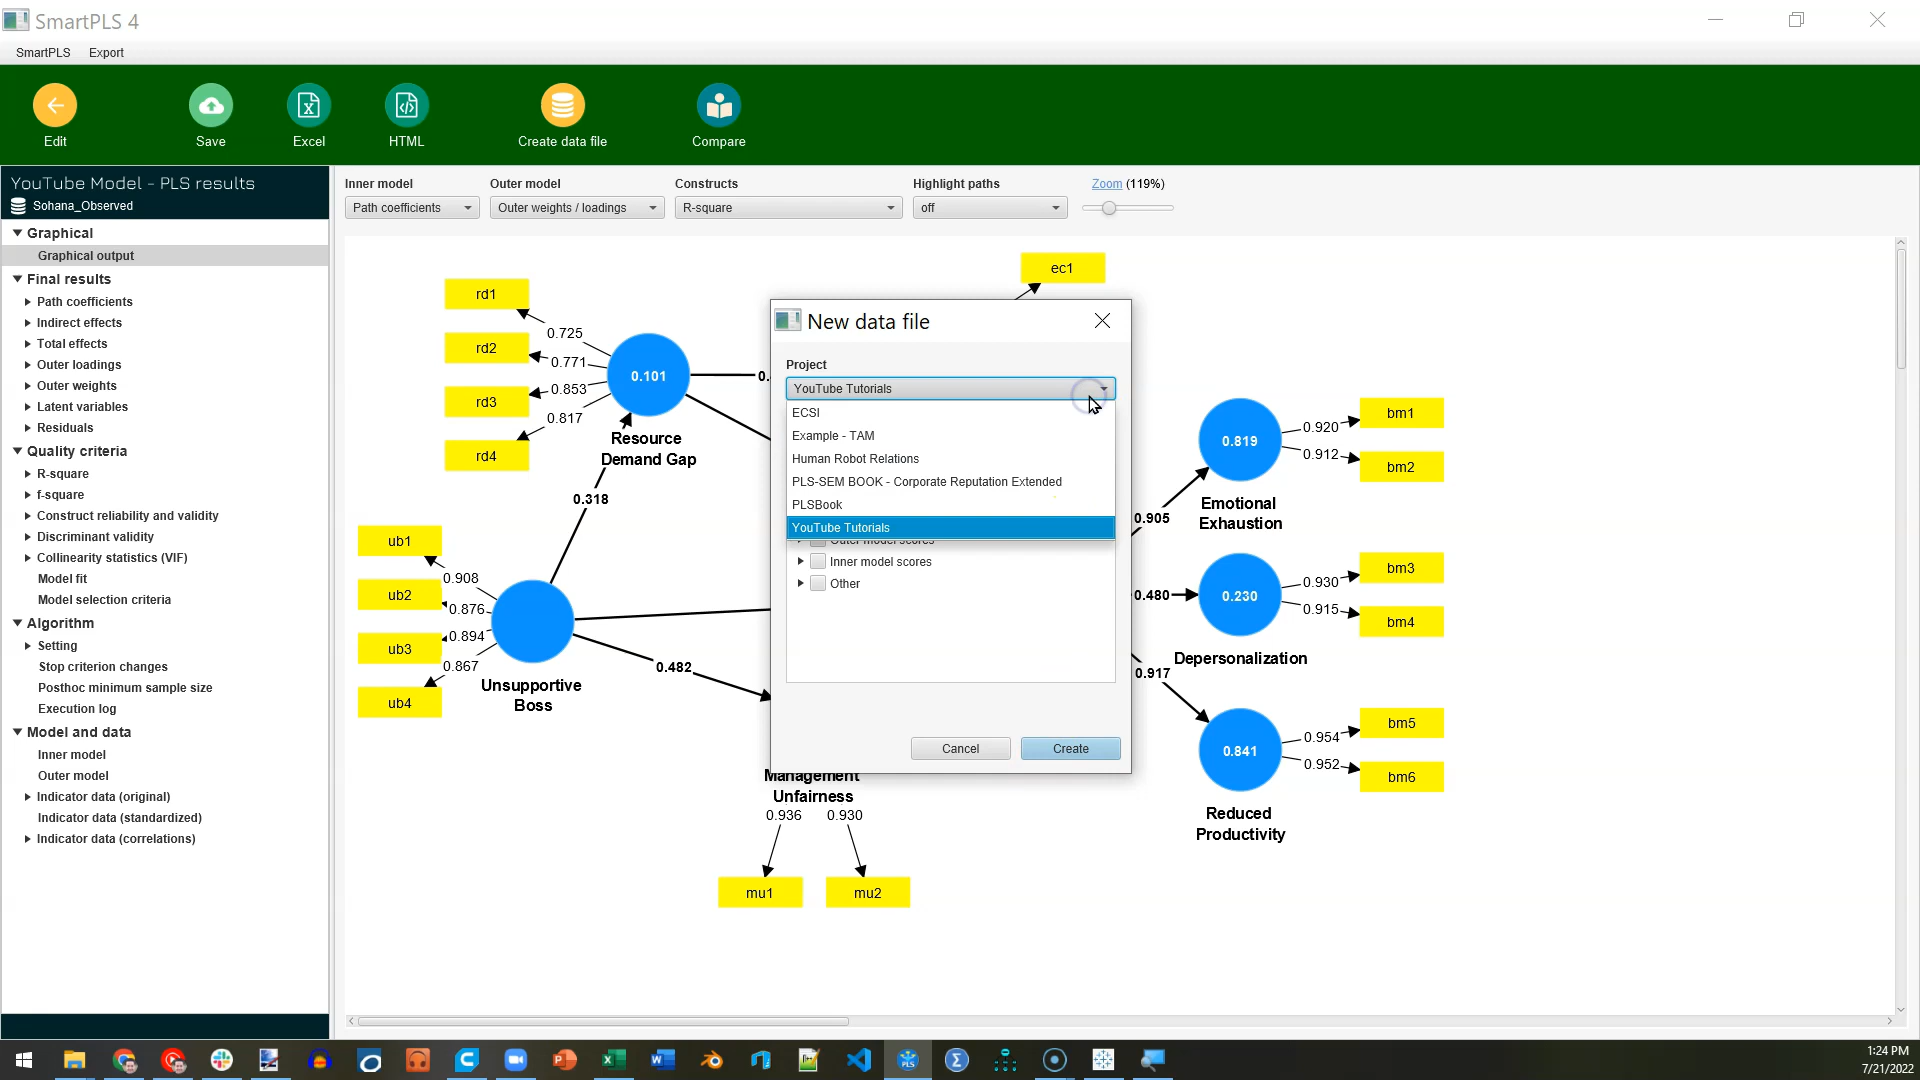 SmartPLS 4
SmartPLS Export
Edit Save Excel HTML Create data file Compare
YouTube Model - PLS results
Sohana_Observed
Graphical
Graphical output
Final results
Path coefficients
Indirect effects
Total effects
Outer loadings
Outer weights
Latent variables
Residuals
Quality criteria
R-square
f-square
Construct reliability and validity
Discriminant validity
Collinearity statistics (VIF)
Model fit
Model selection criteria
Algorithm
Setting
Stop criterion changes
Posthoc minimum sample size
Execution log
Model and data
Inner model
Outer model
Indicator data (original)
Indicator data (standardized)
Indicator data (correlations)
Inner model Outer model Constructs Highlight paths Zoom (119%)
Path coefficients Outer weights / loadings R-square off
ec1
rd1
rd2
rd3
rd4
0.725
0.771
0.853
0.817
0.101
Resource
Demand Gap
0.318
ub1
ub2
ub3
ub4
0.908
0.876
0.894
0.867
Unsupportive
Boss
0.482
New data file
Project
YouTube Tutorials
ECSI
Example - TAM
Human Robot Relations
PLS-SEM BOOK - Corporate Reputation Extended
PLSBook
YouTube Tutorials
Outer model scores
Inner model scores
Other
Cancel Create
Management
Unfairness
0.936 0.930
mu1 mu2
0.905
0.819
Emotional
Exhaustion
0.920
0.912
bm1
bm2
0.480
0.230
Depersonalization
0.930
0.915
bm3
bm4
0.917
0.841
Reduced
Productivity
0.954
0.952
bm5
bm6
PLS
1:24 PM
7/21/2022